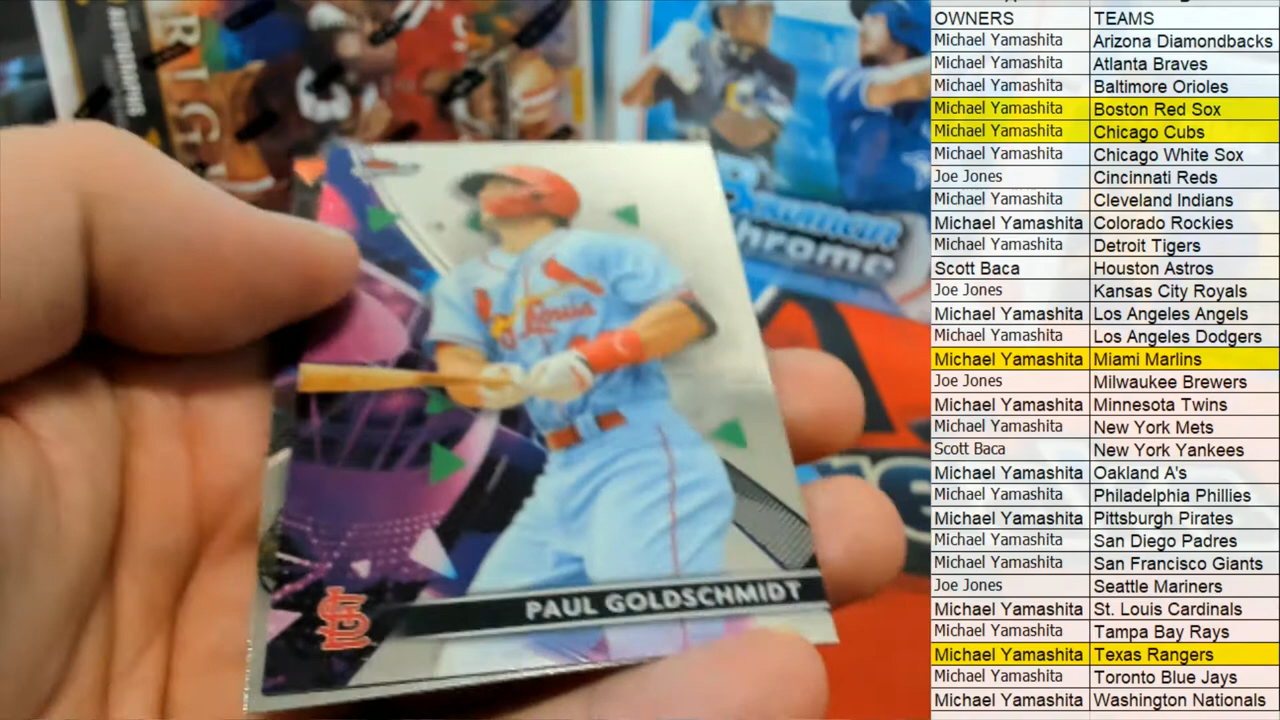 OWNERS TEAMS
Michael Yamashita Arizona Diamondbacks
Michael Yamashita Atlanta Braves
Michael Yamashita Baltimore Orioles
Michael Yamashita Boston Red Sox
Michael Yamashita Chicago Cubs
Michael Yamashita Chicago White Sox
Joe Jones Cincinnati Reds
Michael Yamashita Cleveland Indians
Michael Yamashita Colorado Rockies
Michael Yamashita Detroit Tigers
Scott Baca Houston Astros
Joe Jones Kansas City Royals
Michael Yamashita Los Angeles Angels
Michael Yamashita Los Angeles Dodgers
Michael Yamashita Miami Marlins
Joe Jones Milwaukee Brewers
Michael Yamashita Minnesota Twins
Michael Yamashita New York Mets
Scott Baca New York Yankees
Michael Yamashita Oakland A's
Michael Yamashita Philadelphia Phillies
Michael Yamashita Pittsburgh Pirates
Michael Yamashita San Diego Padres
Michael Yamashita San Francisco Giants
Joe Jones Seattle Mariners
Michael Yamashita St. Louis Cardinals
Michael Yamashita Tampa Bay Rays
Michael Yamashita Texas Rangers
Michael Yamashita Toronto Blue Jays
Michael Yamashita Washington Nationals
Bowman
Chrome
St. Louis
PAUL GOLDSCHMIDT
STL